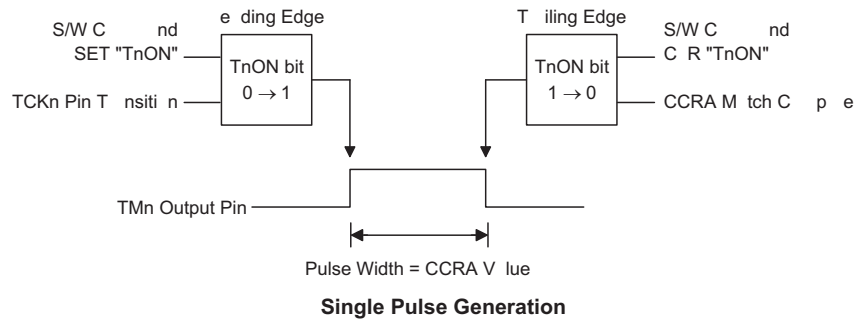 e ding Edge
S/W C nd
SET "TnON"
TnON bit
0 → 1
TCKn Pin T nsiti n
T iling Edge
S/W C nd
C R "TnON"
TnON bit
1 → 0
CCRA M tch C p e
TMn Output Pin
Pulse Width = CCRA V lue
Single Pulse Generation